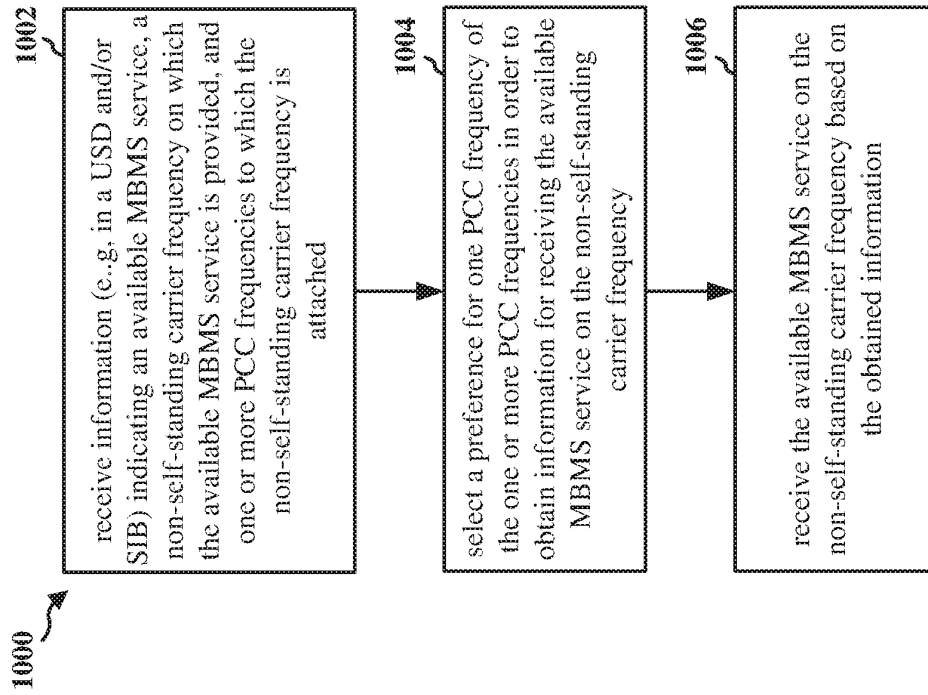 1000
1002
receive information (e..g, in a USD and/or
SIB) indicating an available MBMS service, a
non-self-standing carrier frequency on which
the available MBMS service is provided, and
one or more PCC frequencies to which the
non-self-standing carrier frequency is
attached
1004
select a preference for one PCC frequency of
the one or more PCC frequencies in order to
obtain information for receiving the available
MBMS service on the non-self-standing
carrier frequency
1006
receive the available MBMS service on the
non-self-standing carrier frequency based on
the obtained information